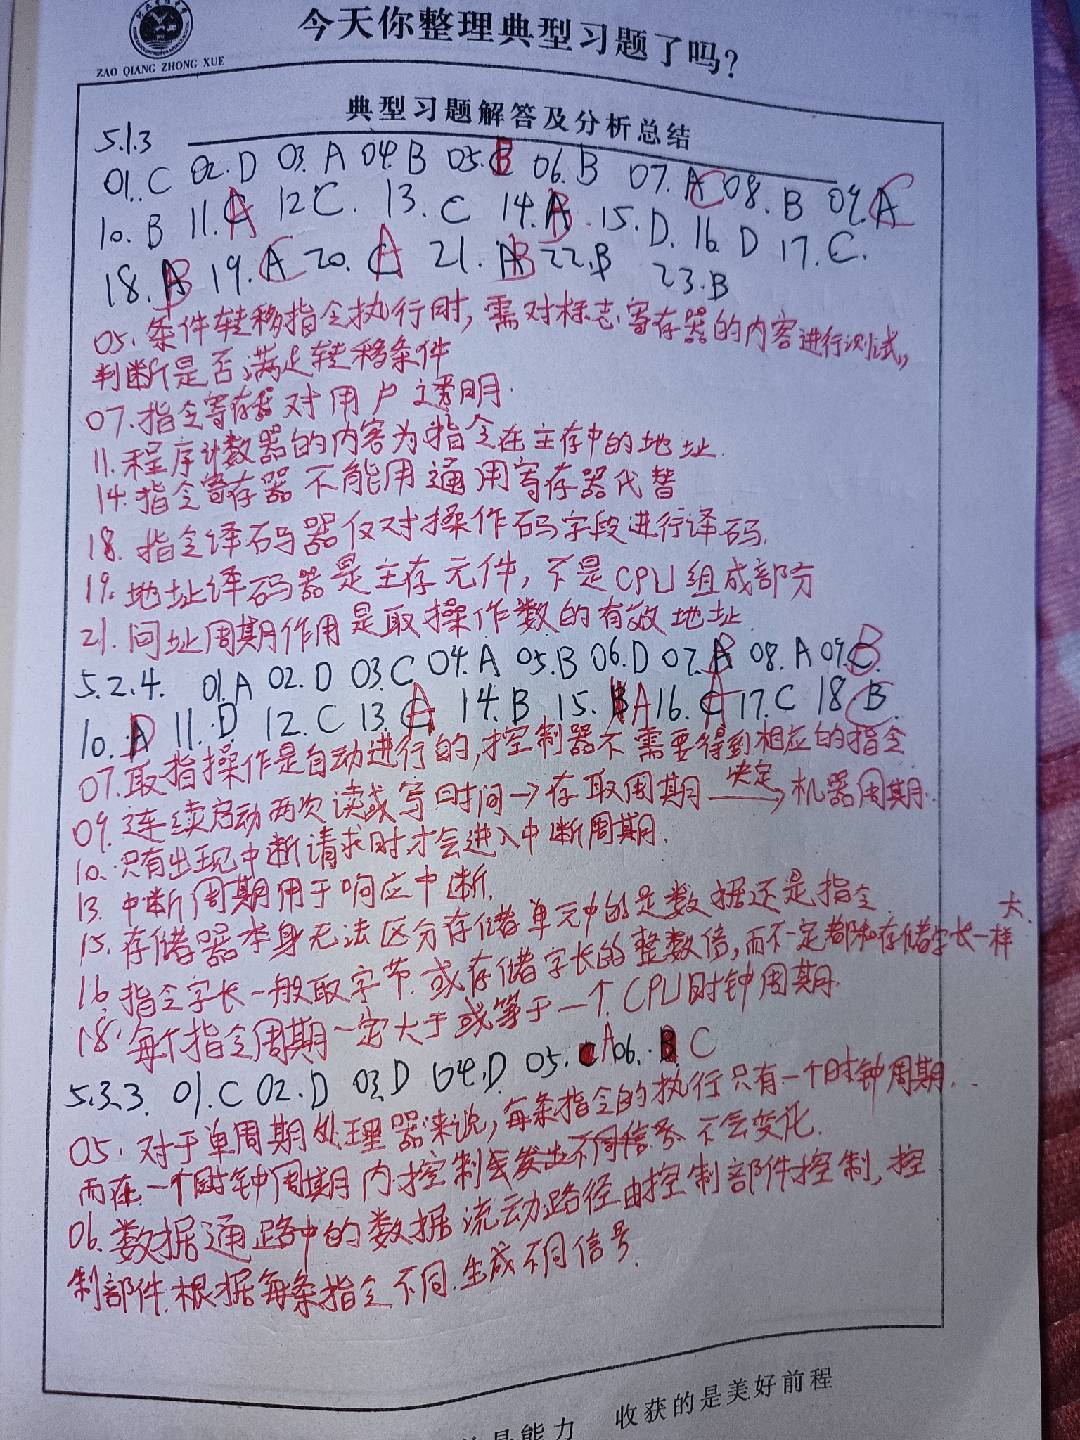 今天你整理典型习题了吗?
ZAO QIANG ZHONG XUE
典型习题解答及分析总结
5.1.3
01.C 02.D 03.A 04.B 05.B 06.B 07.C 08.B 09.C
10.B 11.A 12.C. 13.C 14.B 15.D. 16.D 17.C.
18.B 19.C 20.A 21.B 22.B 23.B
05.条件转移指令执行时,需对标志寄存器的内容进行测试,
判断是否满足转移条件
07.指令寄存器对用户透明.
11.程序计数器的内容为指令在主存中的地址.
14.指令寄存器不能用通用寄存器代替
18.指令译码器仅对操作码字段进行译码.
19.地址译码器是主存元件,不是CPU组成部分
21.间址周期作用是取操作数的有效地址.
5.2.4. 01.A 02.D 03.C 04.A 05.B 06.D 07.B 08.A 09.B
10.D 11.D 12.C 13.A 14.B 15.A 16.A 17.C 18.B.
07.取指操作是自动进行的,控制器不需要得到相应的指令
09.连续启动两次读或写时间→存取周期 决定→ 机器周期.
10.只有出现中断请求时才会进入中断周期.
13.中断周期用于响应中断.
15.存储器本身无法区分存储单元中的是数据还是指令
16.指令字长一般取字节或存储字长的整数倍,而不一定都和存储字长一样大.
18.每个指令周期一定大于或等于一个CPU时钟周期.
5.3.3. 01.C 02.D 03.D 04.D 05.A 06.C
05.对于单周期处理器来说,每条指令的执行只有一个时钟周期.
而在一个时钟周期内控制器发出不同信号不会变化.
06.数据通路中的数据流动路径由控制部件控制,控
制部件根据每条指令不同.生成不同信号.
是能力 收获的是美好前程